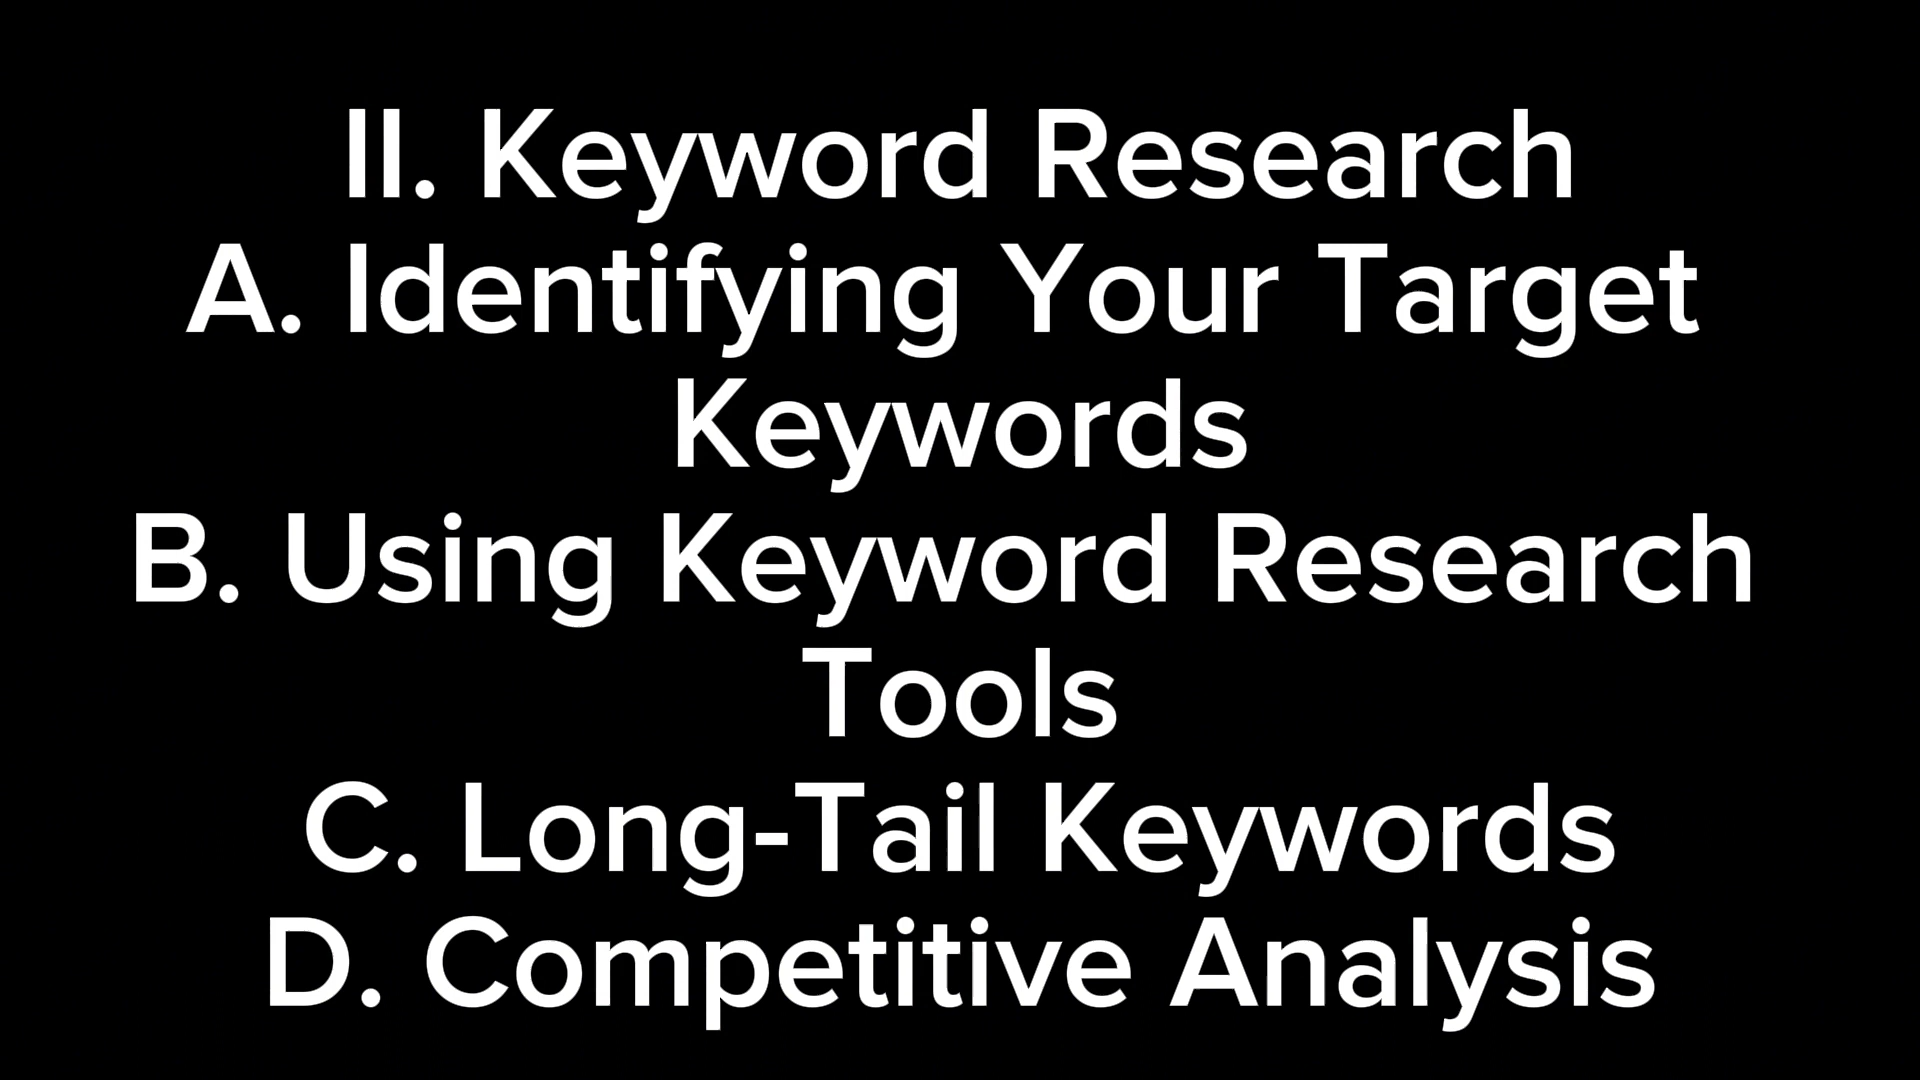 II. Keyword Research
A. Identifying Your Target
Keywords
B. Using Keyword Research
Tools
C. Long-Tail Keywords
D. Competitive Analysis